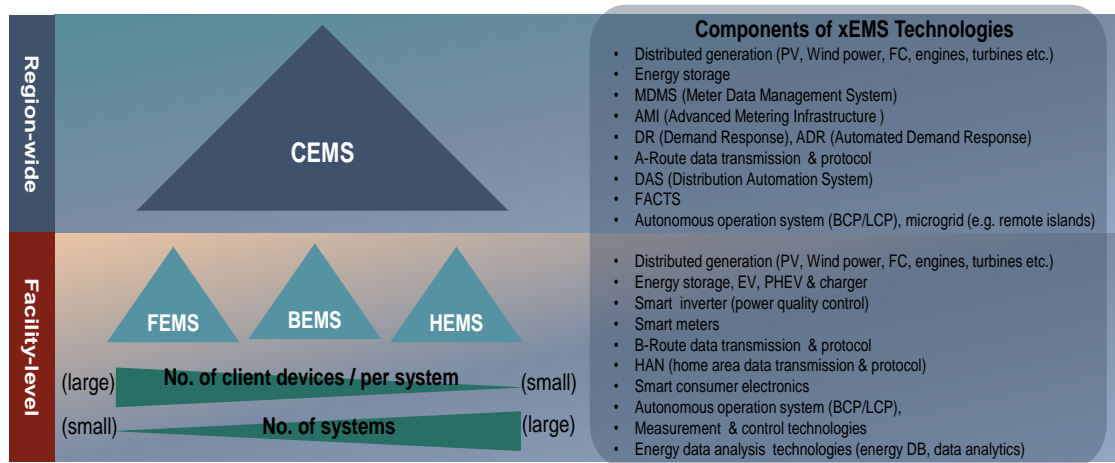 Region-wide
CEMS
Components of xEMS Technologies
• Distributed generation (PV, Wind power, FC, engines, turbines etc.)
• Energy storage
• MDMS (Meter Data Management System)
• AMI (Advanced Metering Infrastructure )
• DR (Demand Response), ADR (Automated Demand Response)
• A-Route data transmission & protocol
• DAS (Distribution Automation System)
• FACTS
• Autonomous operation system (BCP/LCP), microgrid (e.g. remote islands)
Facility-level
FEMS
BEMS
HEMS
(large)
No. of client devices / per system
(small)
(small)
No. of systems
(large)
• Distributed generation (PV, Wind power, FC, engines, turbines etc.)
• Energy storage, EV, PHEV & charger
• Smart inverter (power quality control)
• Smart meters
• B-Route data transmission & protocol
• HAN (home area data transmission & protocol)
• Smart consumer electronics
• Autonomous operation system (BCP/LCP),
• Measurement & control technologies
• Energy data analysis technologies (energy DB, data analytics)